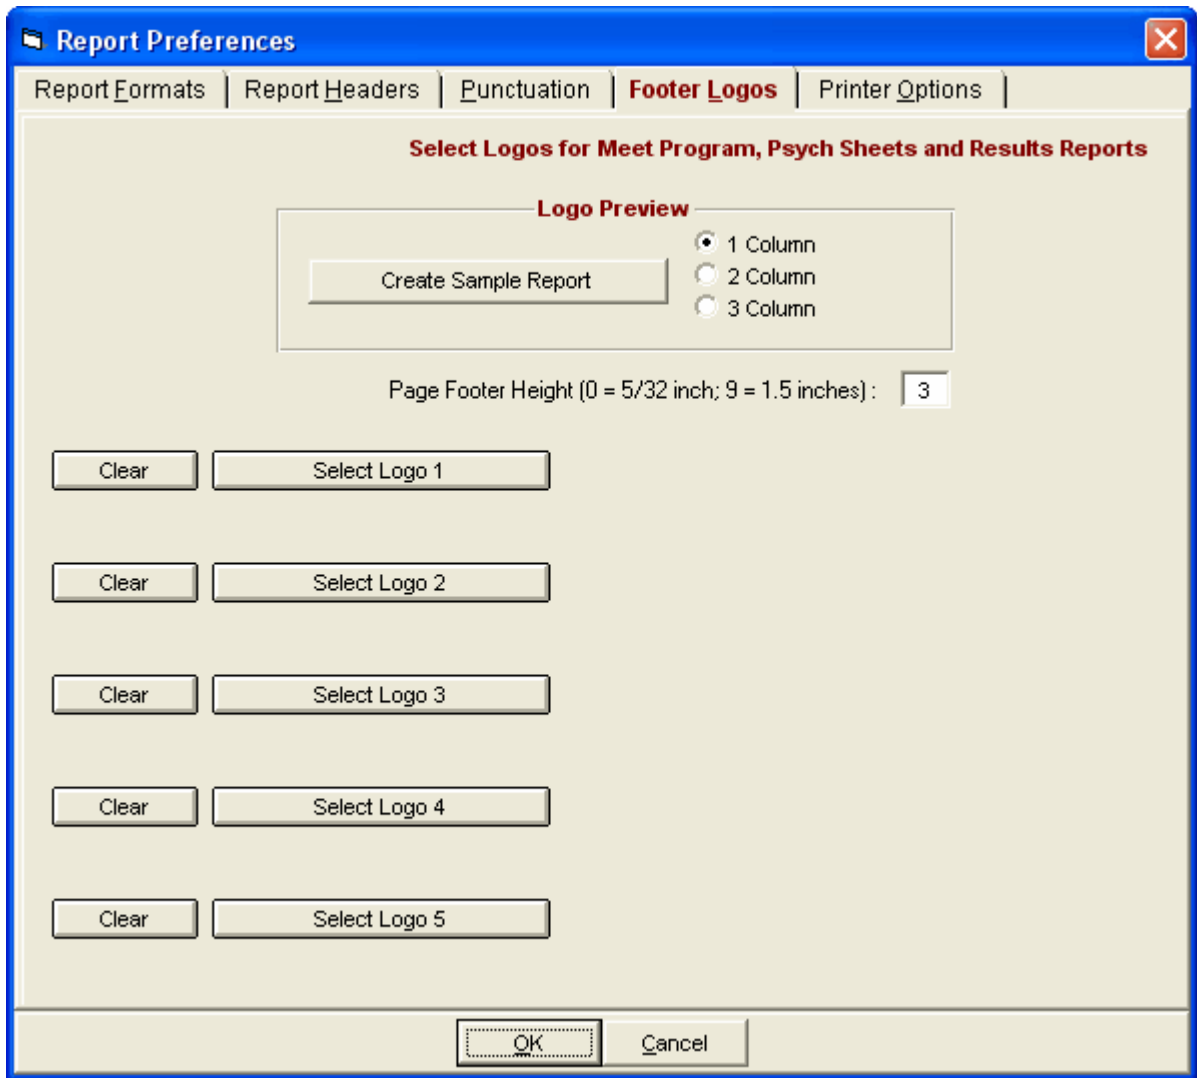 Report Preferences
Report Formats Report Headers Punctuation Footer Logos Printer Options
Select Logos for Meet Program, Psych Sheets and Results Reports
Logo Preview
1 Column
Create Sample Report 2 Column
3 Column
Page Footer Height (0 = 5/32 inch; 9 = 1.5 inches) : 3
Clear Select Logo 1
Clear Select Logo 2
Clear Select Logo 3
Clear Select Logo 4
Clear Select Logo 5
OK Cancel